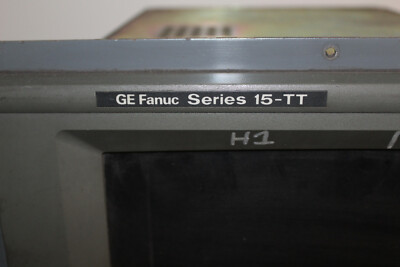 GE Fanuc Series 15-TT
H1